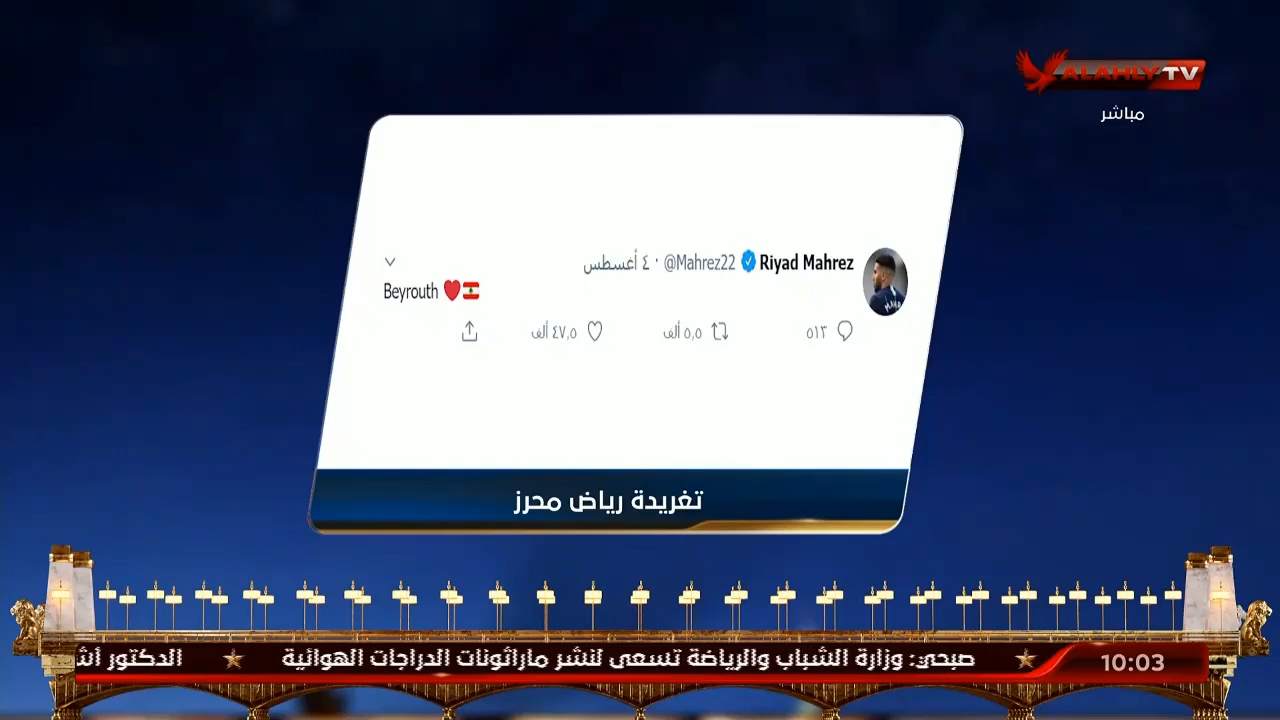 ALAHLY TV
مباشر
Riyad Mahrez @Mahrez22 · ٤ أغسطس
Beyrouth ❤️🇱🇧
٥١٣ ٥,٥ ألف ٤٧,٥ ألف
تغريدة رياض محرز
10:03 صبحي: وزارة الشباب والرياضة تسعى لنشر ماراثونات الدراجات الهوائية الدكتور